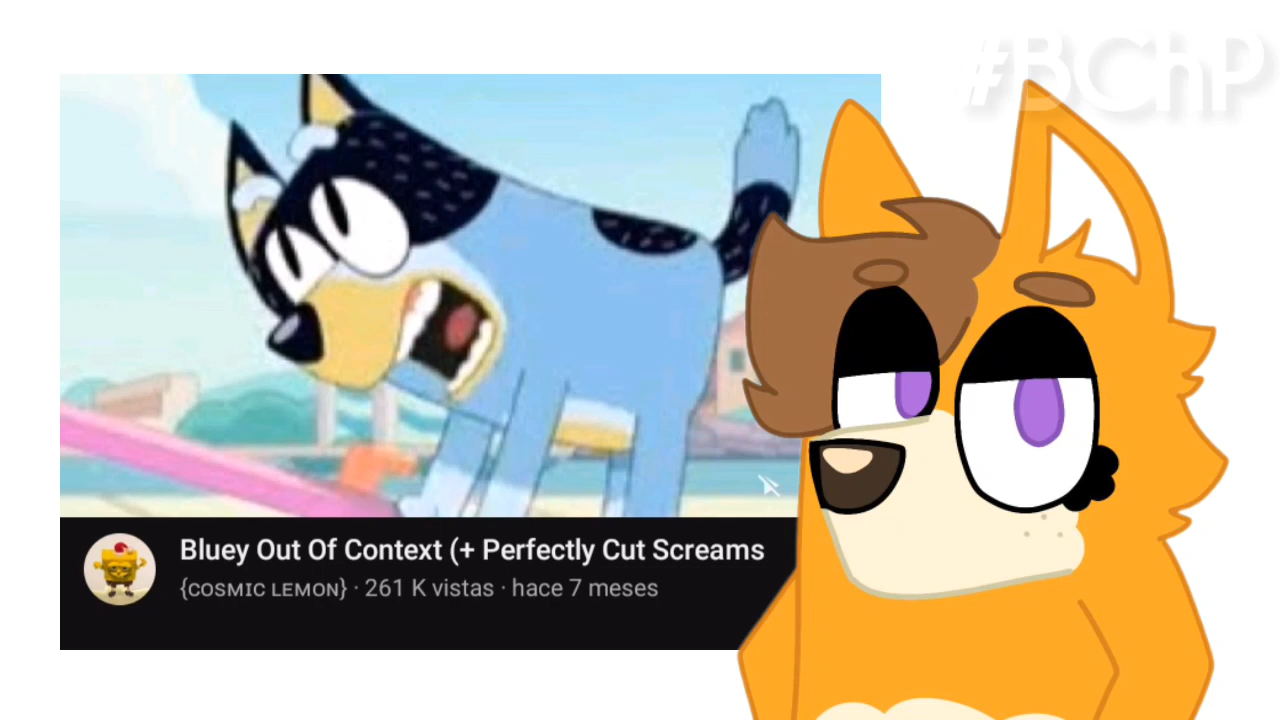 #BChP
Bluey Out Of Context (+ Perfectly Cut Screams
{COSMIC LEMON} · 261 K vistas · hace 7 meses